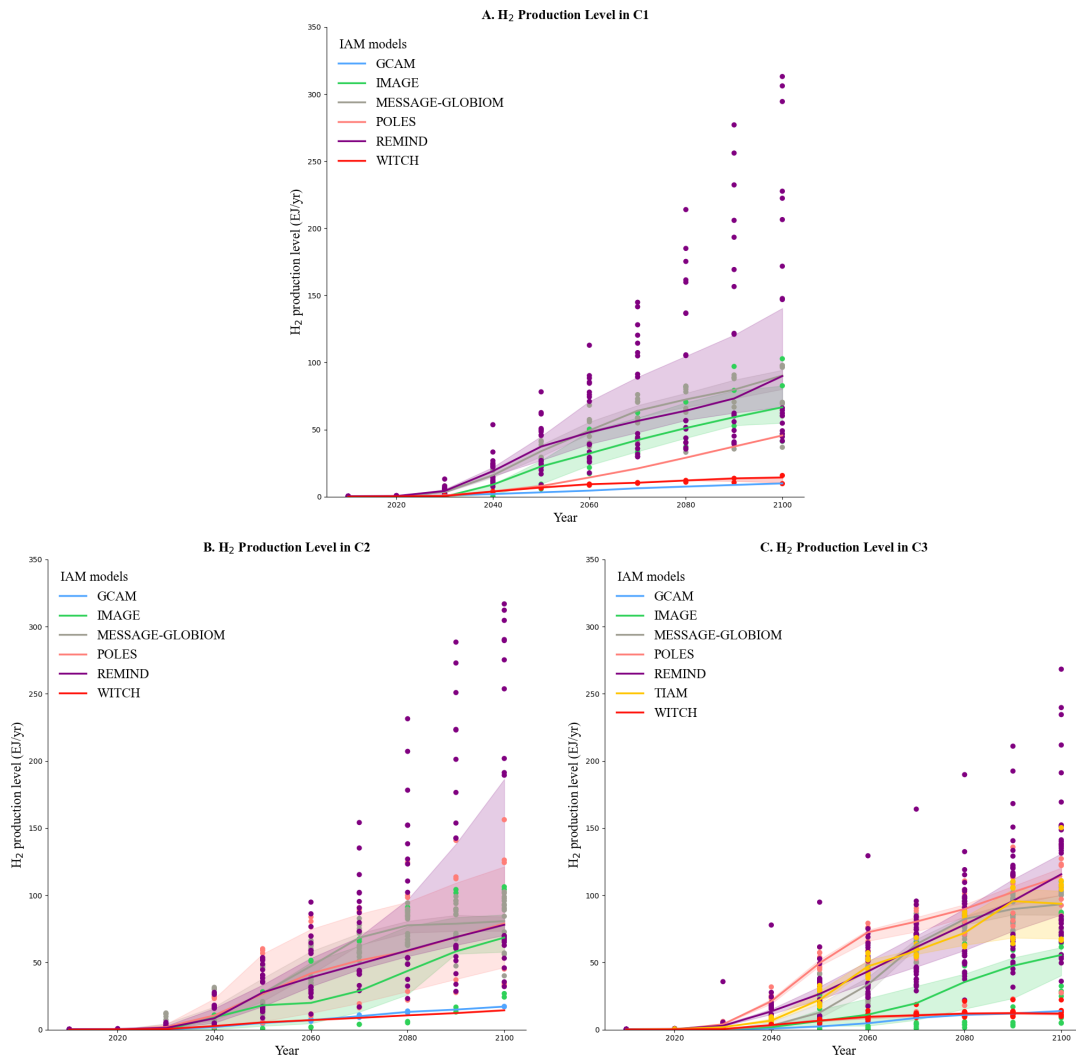 A. H₂ Production Level in C1
350
300
250
200
150
100
50
0
H₂ production level (EJ/yr)
IAM models
GCAM
IMAGE
MESSAGE-GLOBIOM
POLES
REMIND
WITCH
2020
2040
2060
2080
2100
Year
B. H₂ Production Level in C2
350
300
250
200
150
100
50
0
H₂ production level (EJ/yr)
IAM models
GCAM
IMAGE
MESSAGE-GLOBIOM
POLES
REMIND
WITCH
2020
2040
2060
2080
2100
Year
C. H₂ Production Level in C3
350
300
250
200
150
100
50
0
H₂ production level (EJ/yr)
IAM models
GCAM
IMAGE
MESSAGE-GLOBIOM
POLES
REMIND
TIAM
WITCH
2020
2040
2060
2080
2100
Year